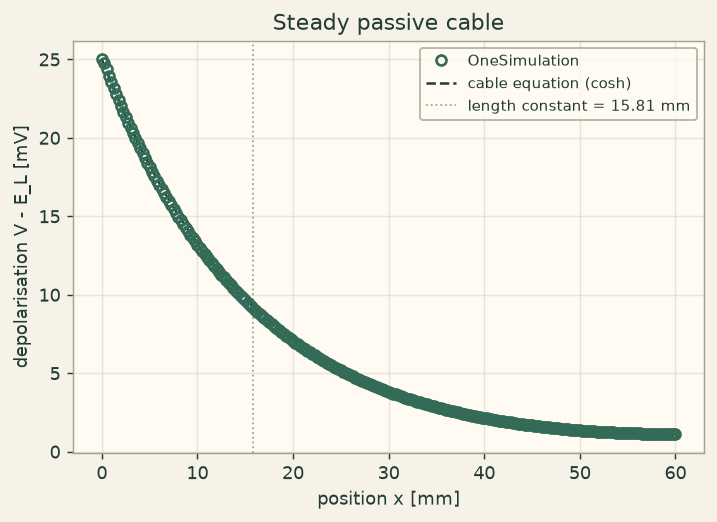 Steady passive cable
OneSimulation
cable equation (cosh)
length constant = 15.81 mm
depolarisation V - E_L [mV]
25
20
15
10
5
0
0 10 20 30 40 50 60
position x [mm]